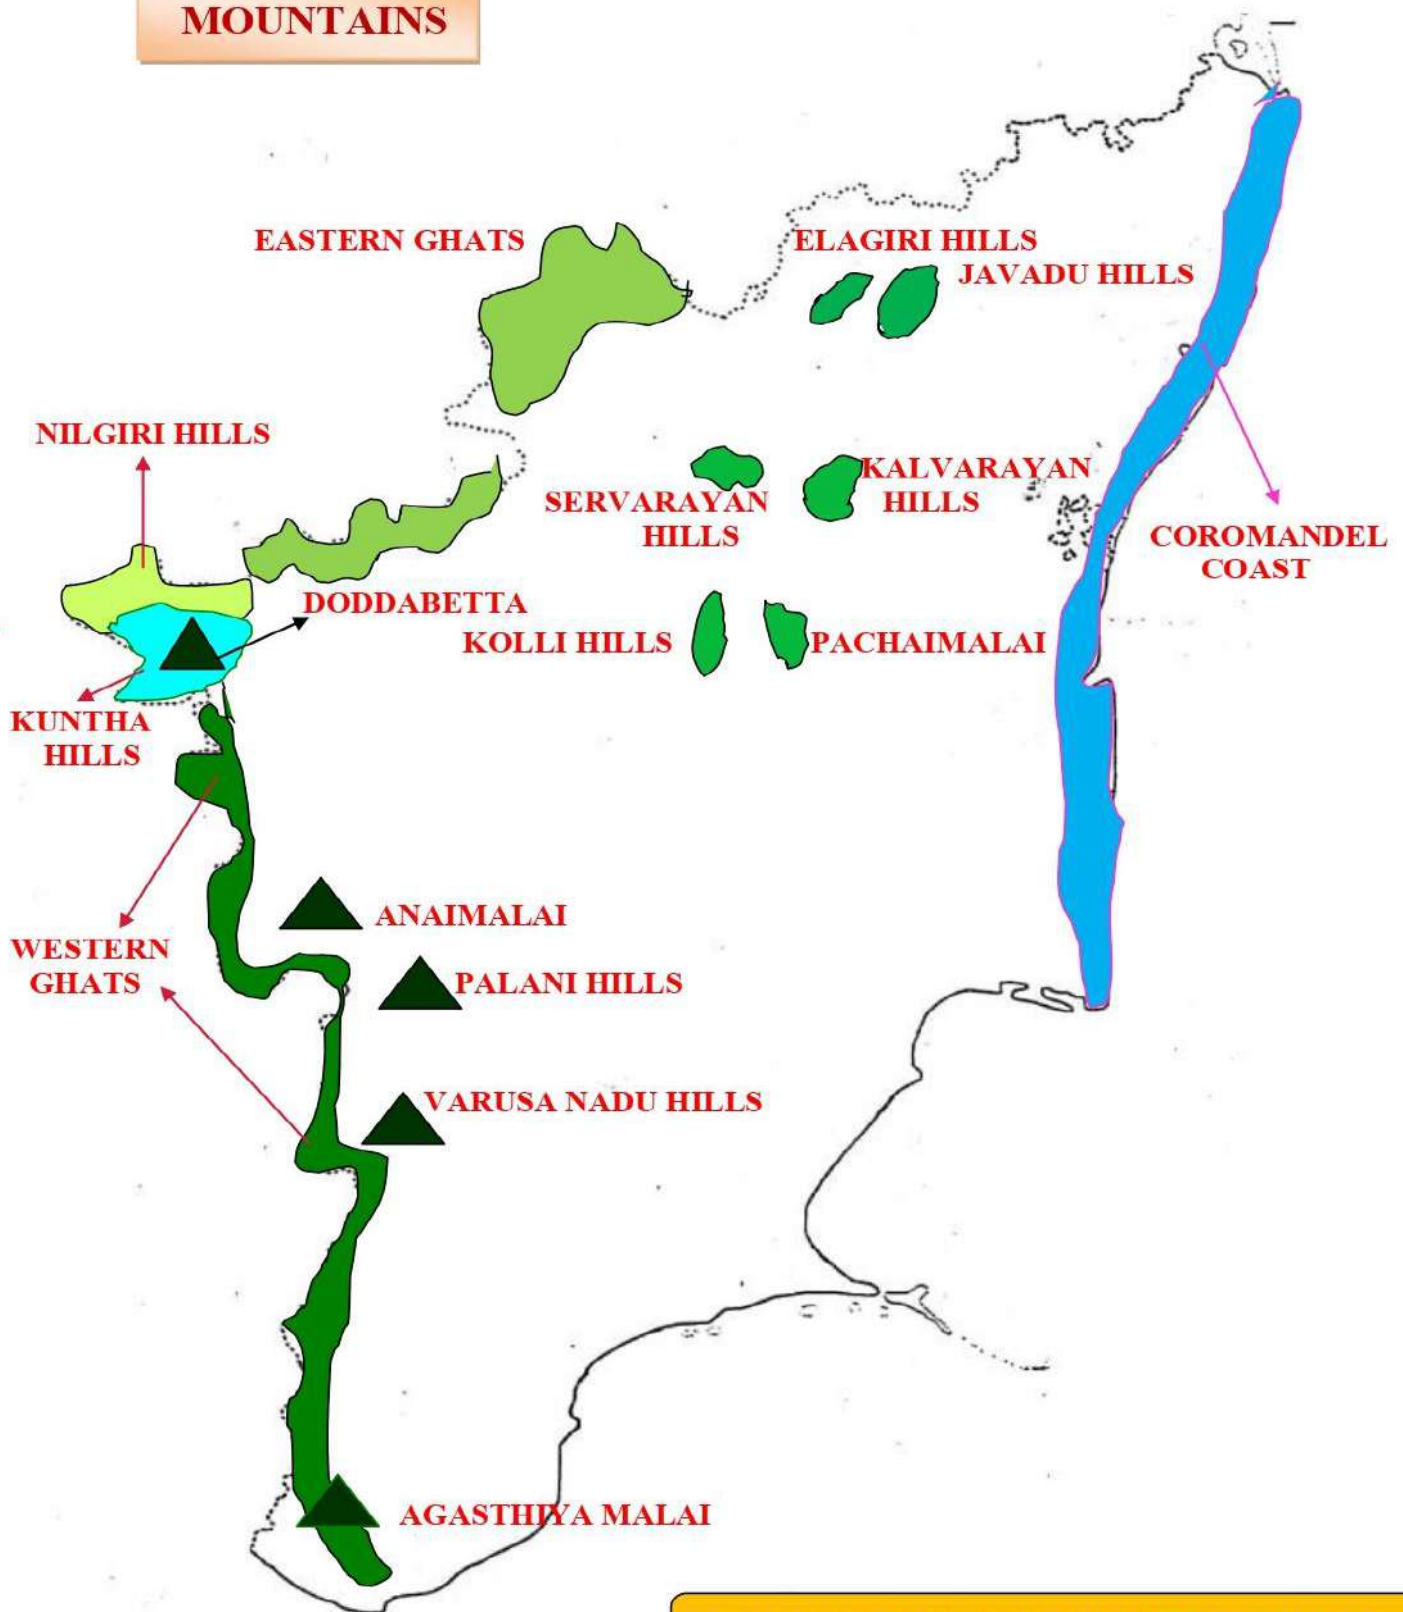 MOUNTAINS
EASTERN GHATS
ELAGIRI HILLS
JAVADU HILLS
NILGIRI HILLS
SERVARAYAN
HILLS
KALVARAYAN
HILLS
COROMANDEL
COAST
DODDABETTA
KOLLI HILLS
PACHAIMALAI
KUNTHA
HILLS
ANAIMALAI
WESTERN
GHATS
PALANI HILLS
VARUSA NADU HILLS
AGASTHIYA MALAI